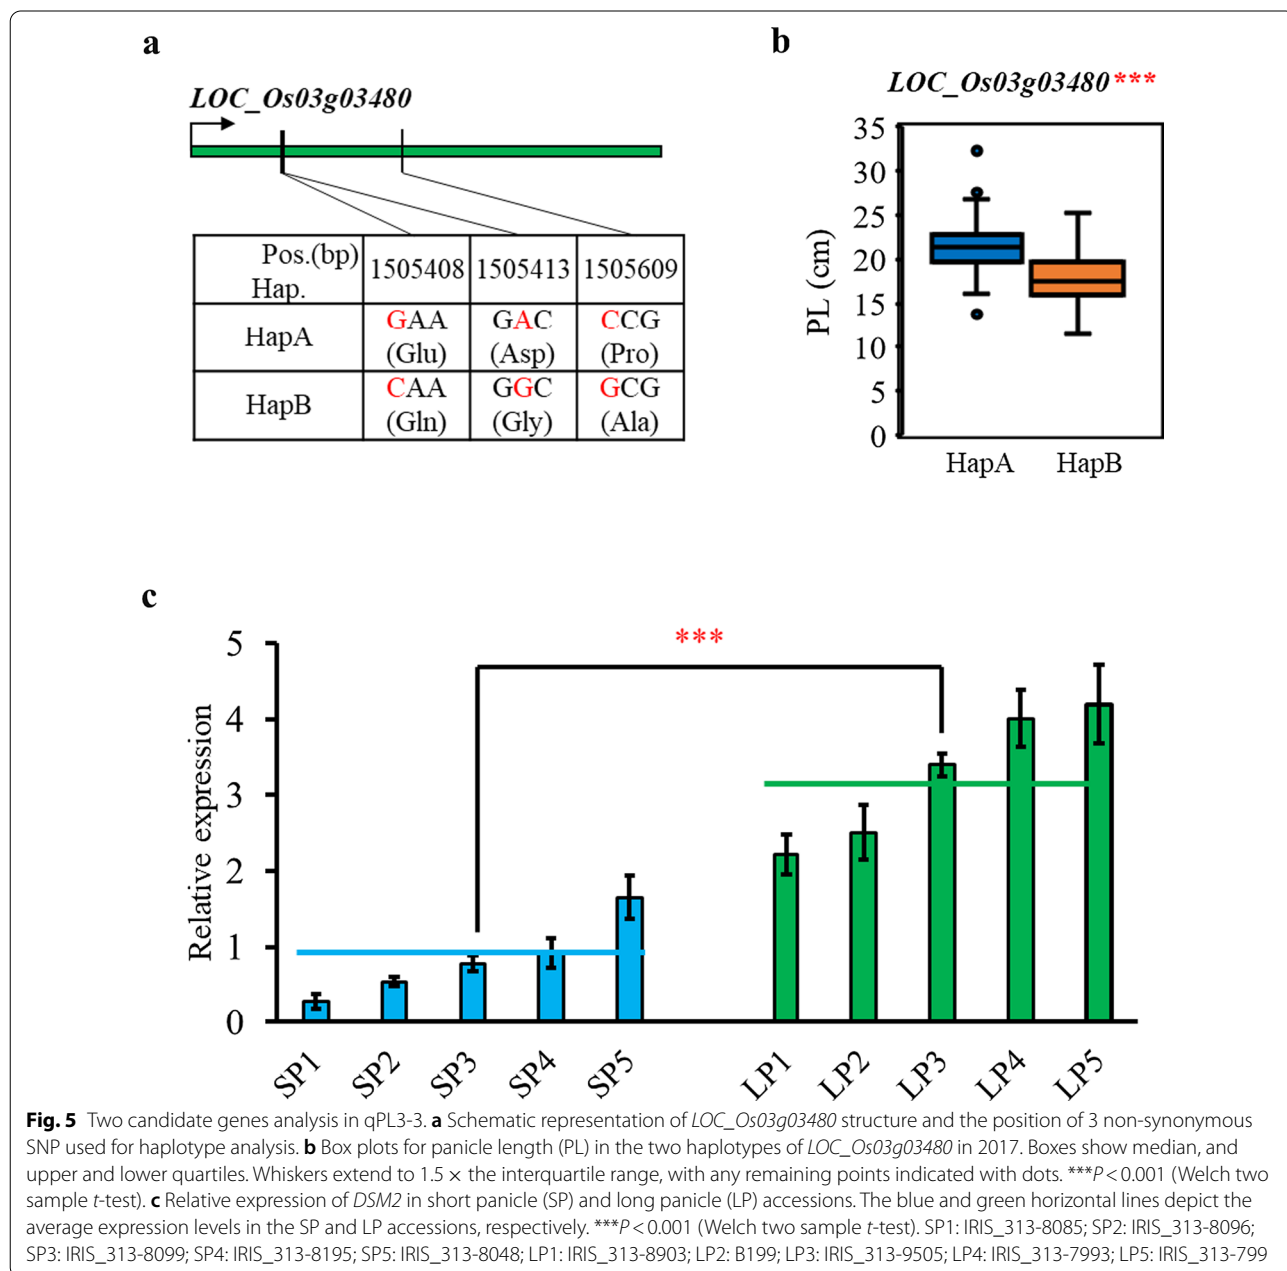 a
LOC_Os03g03480
Pos.(bp)
Hap.
1505408 1505413 1505609
HapA
GAA GAC CCG
(Glu) (Asp) (Pro)
HapB
CAA GGC GCG
(Gln) (Gly) (Ala)
b
LOC_Os03g03480***
PL (cm)
35
30
25
20
15
10
5
0
HapA HapB
c
***
Relative expression
5
4
3
2
1
0
SP1 SP2 SP3 SP4 SP5 LP1 LP2 LP3 LP4 LP5
Fig. 5 Two candidate genes analysis in qPL3-3. a Schematic representation of LOC_Os03g03480 structure and the position of 3 non-synonymous
SNP used for haplotype analysis. b Box plots for panicle length (PL) in the two haplotypes of LOC_Os03g03480 in 2017. Boxes show median, and
upper and lower quartiles. Whiskers extend to 1.5 × the interquartile range, with any remaining points indicated with dots. ***P < 0.001 (Welch two
sample t-test). c Relative expression of DSM2 in short panicle (SP) and long panicle (LP) accessions. The blue and green horizontal lines depict the
average expression levels in the SP and LP accessions, respectively. ***P < 0.001 (Welch two sample t-test). SP1: IRIS_313-8085; SP2: IRIS_313-8096;
SP3: IRIS_313-8099; SP4: IRIS_313-8195; SP5: IRIS_313-8048; LP1: IRIS_313-8903; LP2: B199; LP3: IRIS_313-9505; LP4: IRIS_313-7993; LP5: IRIS_313-799